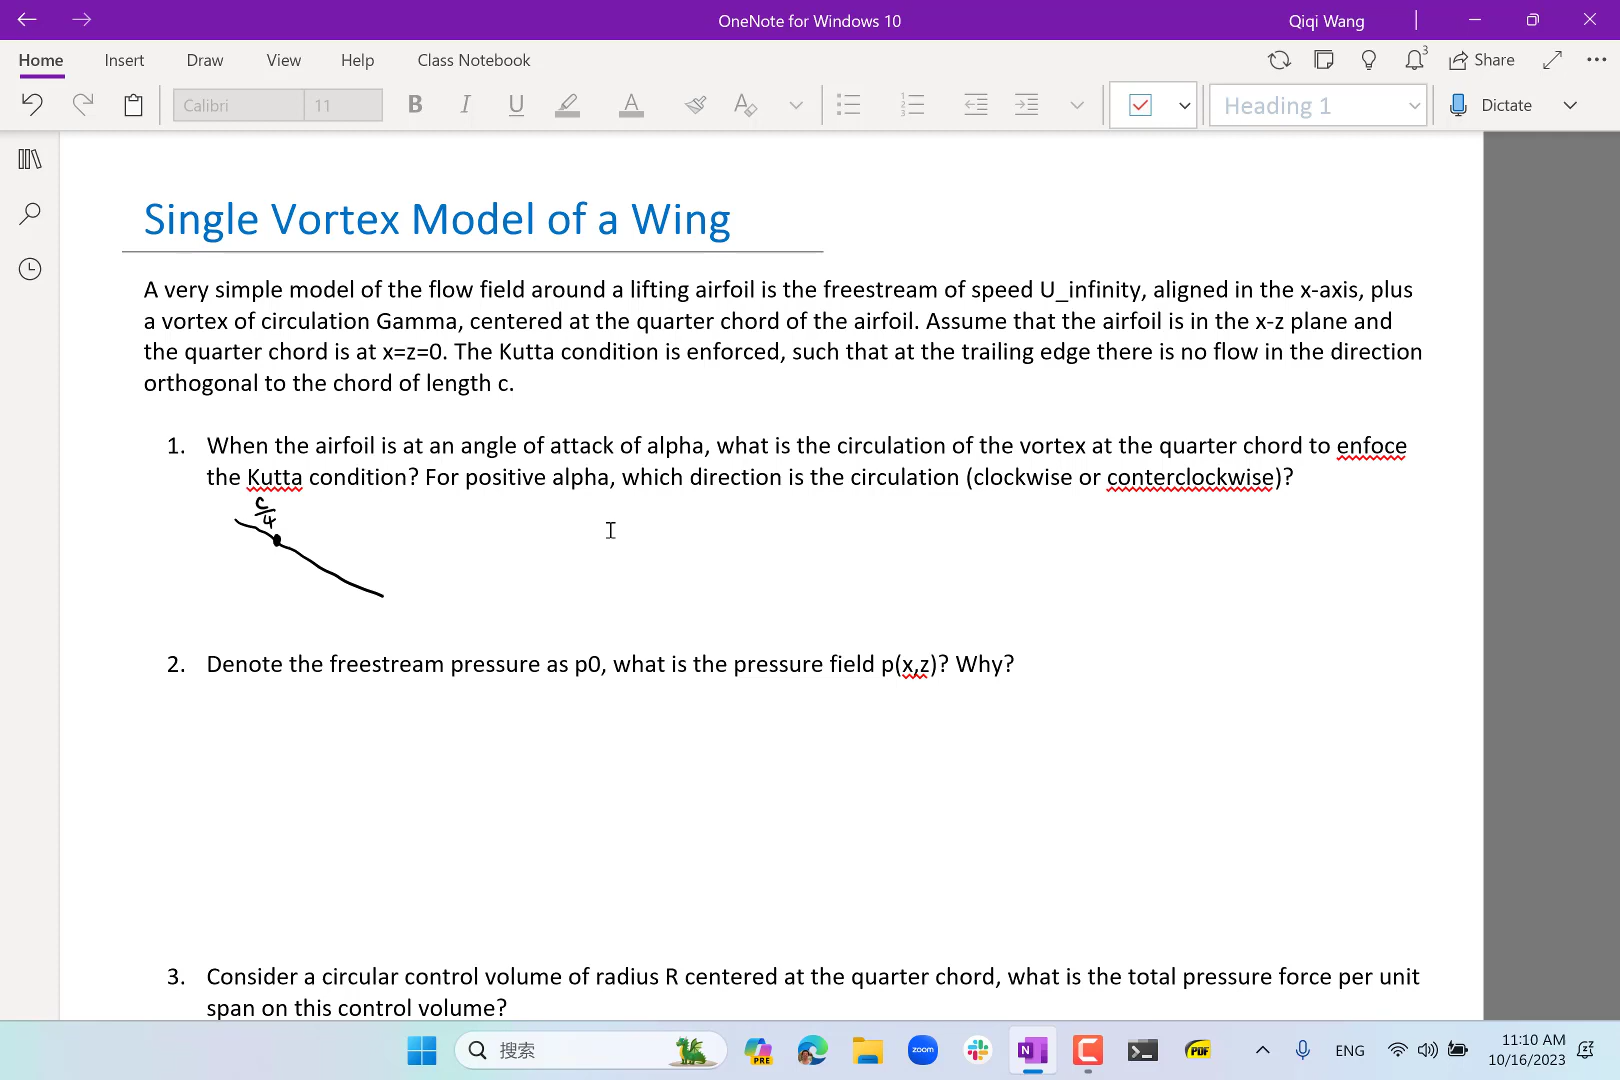 OneNote for Windows 10
Qiqi Wang
Home Insert Draw View Help Class Notebook
3
Share
Calibri 11 B I U A Heading 1 Dictate
Single Vortex Model of a Wing
A very simple model of the flow field around a lifting airfoil is the freestream of speed U_infinity, aligned in the x-axis, plus
a vortex of circulation Gamma, centered at the quarter chord of the airfoil. Assume that the airfoil is in the x-z plane and
the quarter chord is at x=z=0. The Kutta condition is enforced, such that at the trailing edge there is no flow in the direction
orthogonal to the chord of length c.
1. When the airfoil is at an angle of attack of alpha, what is the circulation of the vortex at the quarter chord to enfoce
the Kutta condition? For positive alpha, which direction is the circulation (clockwise or conterclockwise)?
c/4
2. Denote the freestream pressure as p0, what is the pressure field p(x,z)? Why?
3. Consider a circular control volume of radius R centered at the quarter chord, what is the total pressure force per unit
span on this control volume?
搜索
PRE
zoom
N
PDF
ENG
11:10 AM
10/16/2023